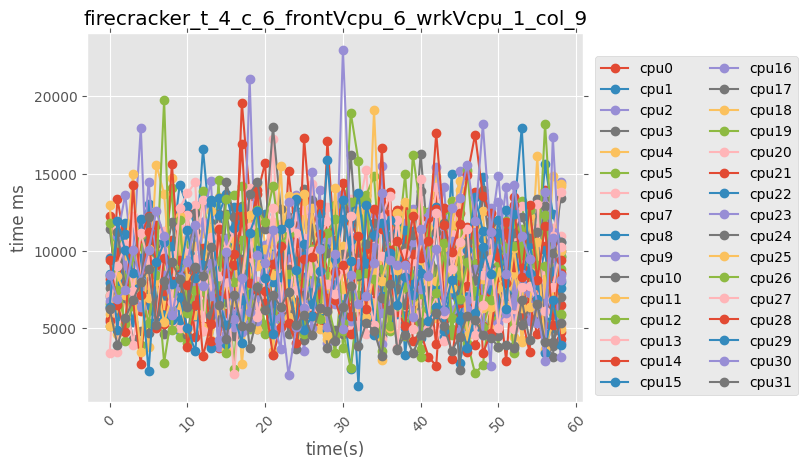 firecracker_t_4_c_6_frontVcpu_6_wrkVcpu_1_col_9
time ms
20000
15000
10000
5000
0
10
20
30
40
50
60
time(s)
cpu0
cpu1
cpu2
cpu3
cpu4
cpu5
cpu6
cpu7
cpu8
cpu9
cpu10
cpu11
cpu12
cpu13
cpu14
cpu15
cpu16
cpu17
cpu18
cpu19
cpu20
cpu21
cpu22
cpu23
cpu24
cpu25
cpu26
cpu27
cpu28
cpu29
cpu30
cpu31